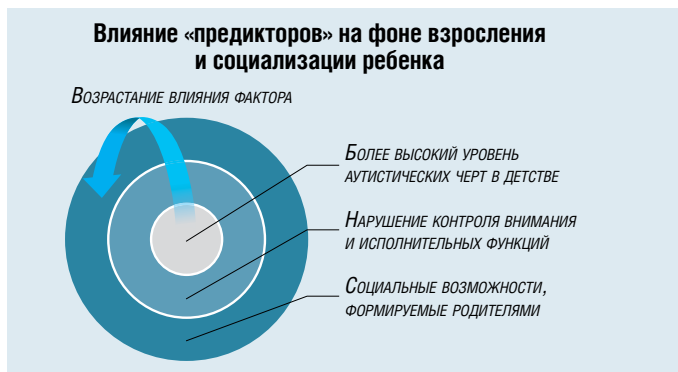 Влияние «предикторов» на фоне взросления
и социализации ребенка
Возрастание влияния фактора
Более высокий уровень
аутистических черт в детстве
Нарушение контроля внимания
и исполнительных функций
Социальные возможности,
формируемые родителями